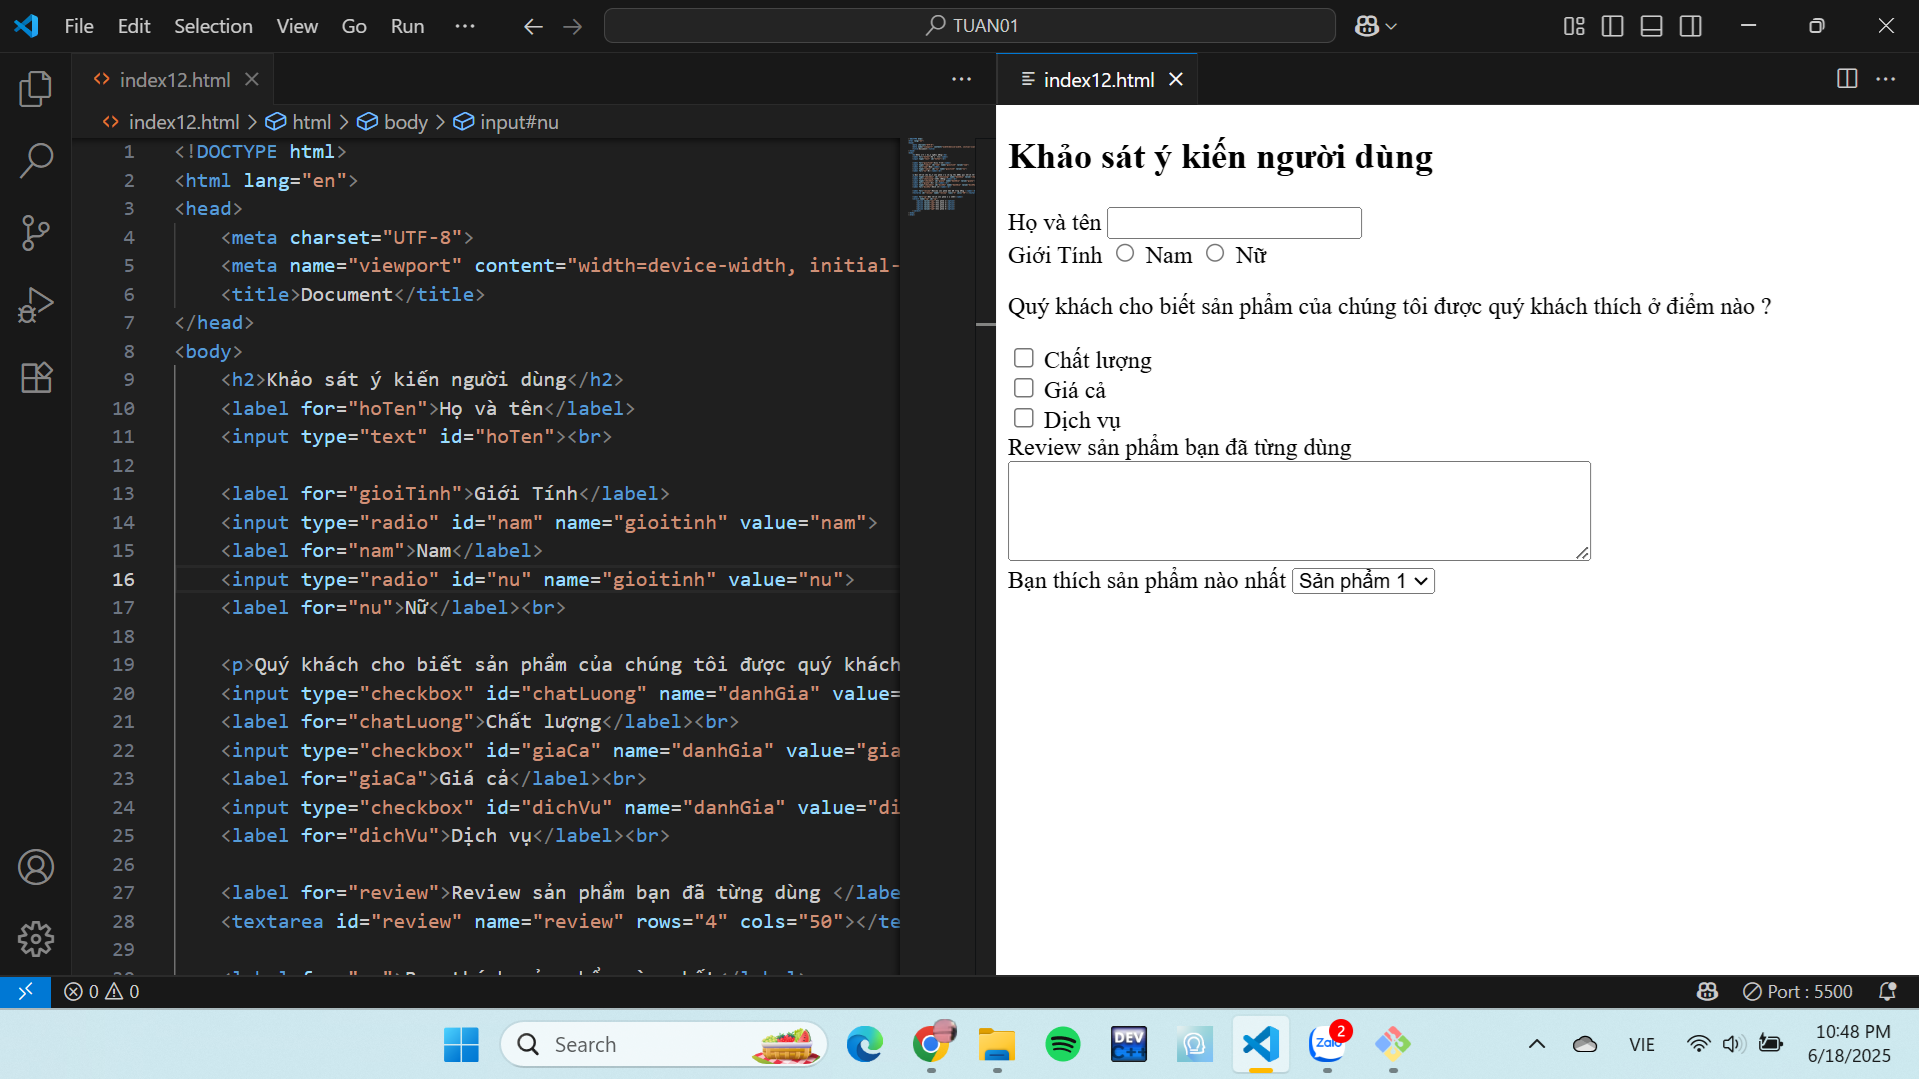 File Edit Selection View Go Run ··· TUAN01
index12.html ···
index12.html > html > body > input#nu
1 <!DOCTYPE html>
2 <html lang="en">
3 <head>
4 <meta charset="UTF-8">
5 <meta name="viewport" content="width=device-width, initial-
6 <title>Document</title>
7 </head>
8 <body>
9 <h2>Khảo sát ý kiến người dùng</h2>
10 <label for="hoTen">Họ và tên</label>
11 <input type="text" id="hoTen"><br>
12
13 <label for="gioiTinh">Giới Tính</label>
14 <input type="radio" id="nam" name="gioitinh" value="nam">
15 <label for="nam">Nam</label>
16 <input type="radio" id="nu" name="gioitinh" value="nu">
17 <label for="nu">Nữ</label><br>
18
19 <p>Quý khách cho biết sản phẩm của chúng tôi được quý khách
20 <input type="checkbox" id="chatLuong" name="danhGia" value=
21 <label for="chatLuong">Chất lượng</label><br>
22 <input type="checkbox" id="giaCa" name="danhGia" value="gia
23 <label for="giaCa">Giá cả</label><br>
24 <input type="checkbox" id="dichVu" name="danhGia" value="di
25 <label for="dichVu">Dịch vụ</label><br>
26
27 <label for="review">Review sản phẩm bạn đã từng dùng </labe
28 <textarea id="review" name="review" rows="4" cols="50"></te
29
index12.html ···
Khảo sát ý kiến người dùng
Họ và tên
Giới Tính Nam Nữ
Quý khách cho biết sản phẩm của chúng tôi được quý khách thích ở điểm nào ?
Chất lượng
Giá cả
Dịch vụ
Review sản phẩm bạn đã từng dùng
Bạn thích sản phẩm nào nhất Sản phẩm 1
0 0 Port : 5500
Search DEV C++ Zalo 2 VIE 10:48 PM
6/18/2025